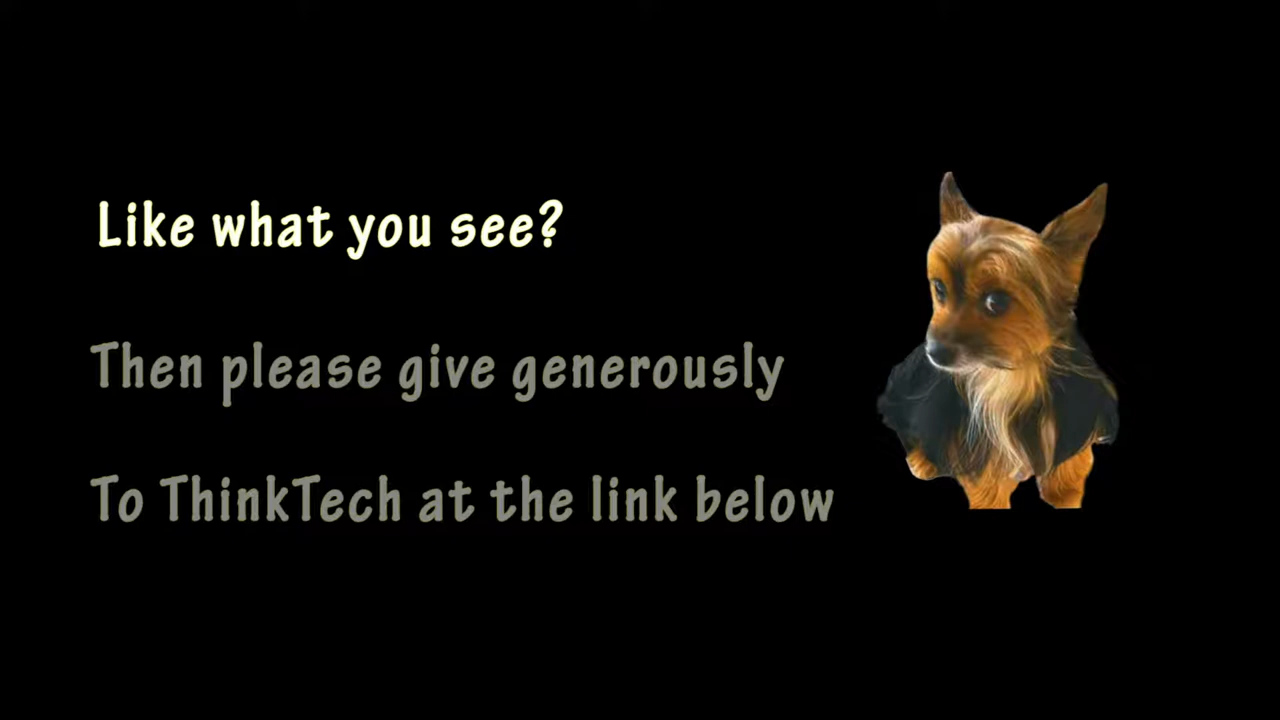 Like what you see?
Then please give generously
To ThinkTech at the link below